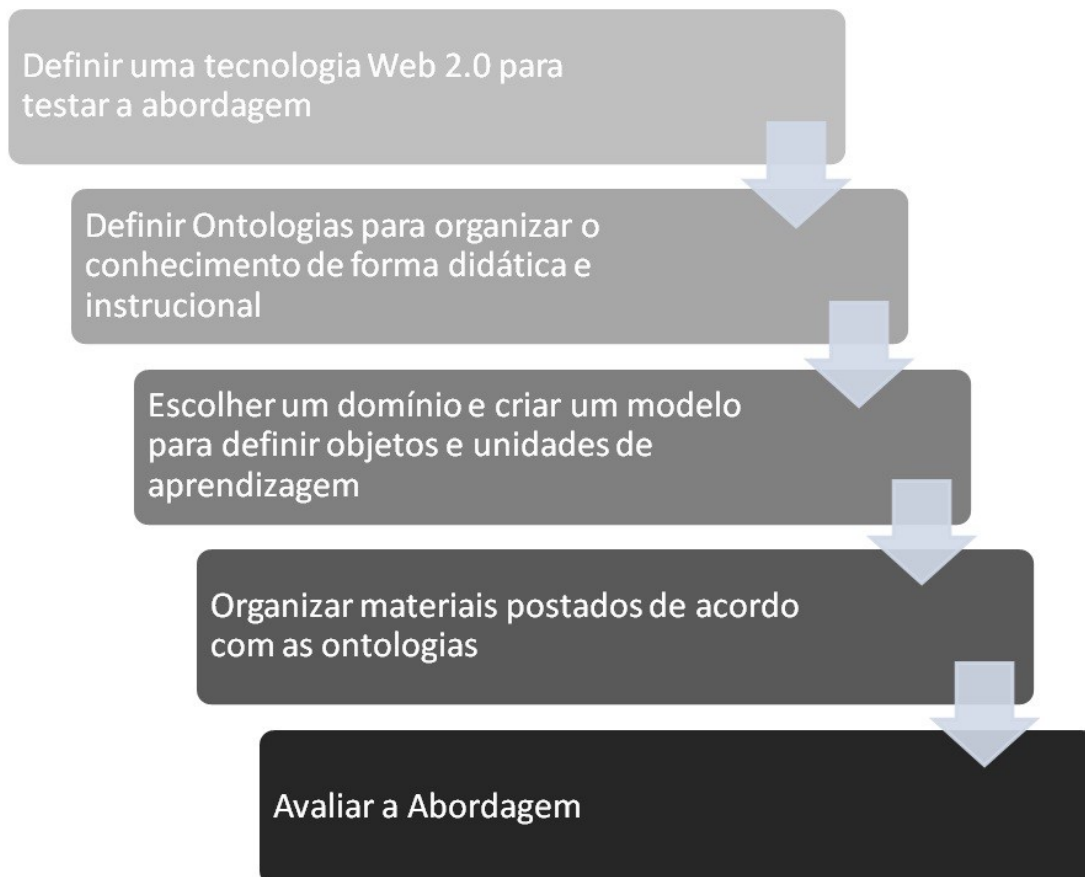 Definir uma tecnologia Web 2.0 para
testar a abordagem
Definir Ontologias para organizar o
conhecimento de forma didática e
instrucional
Escolher um domínio e criar um modelo
para definir objetos e unidades de
aprendizagem
Organizar materiais postados de acordo
com as ontologias
Avaliar a Abordagem